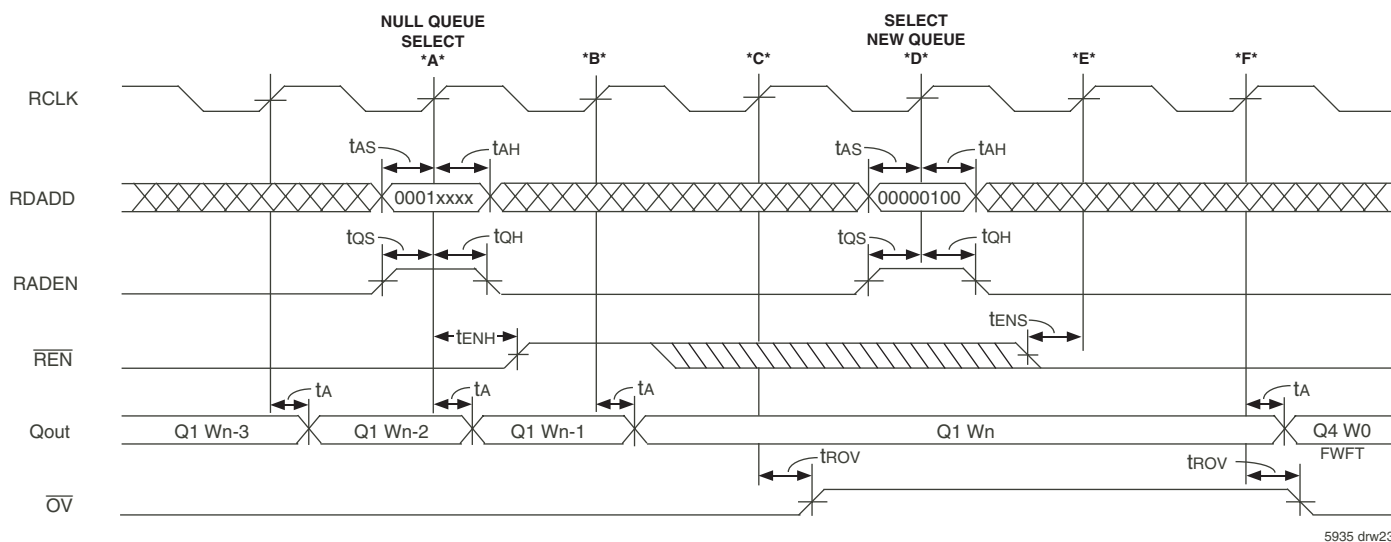 NULL QUEUE
SELECT
*A*
*B*
*C*
SELECT
NEW QUEUE
*D*
*E*
*F*
RCLK
tAS
tAH
tAS
tAH
RDADD
0001xxxx
00000100
tQS
tQH
tQS
tQH
RADEN
tENH
tENS
REN
tA
tA
tA
tA
Qout
Q1 Wn-3
Q1 Wn-2
Q1 Wn-1
Q1 Wn
Q4 W0
FWFT
tROV
tROV
OV
5935 drw23